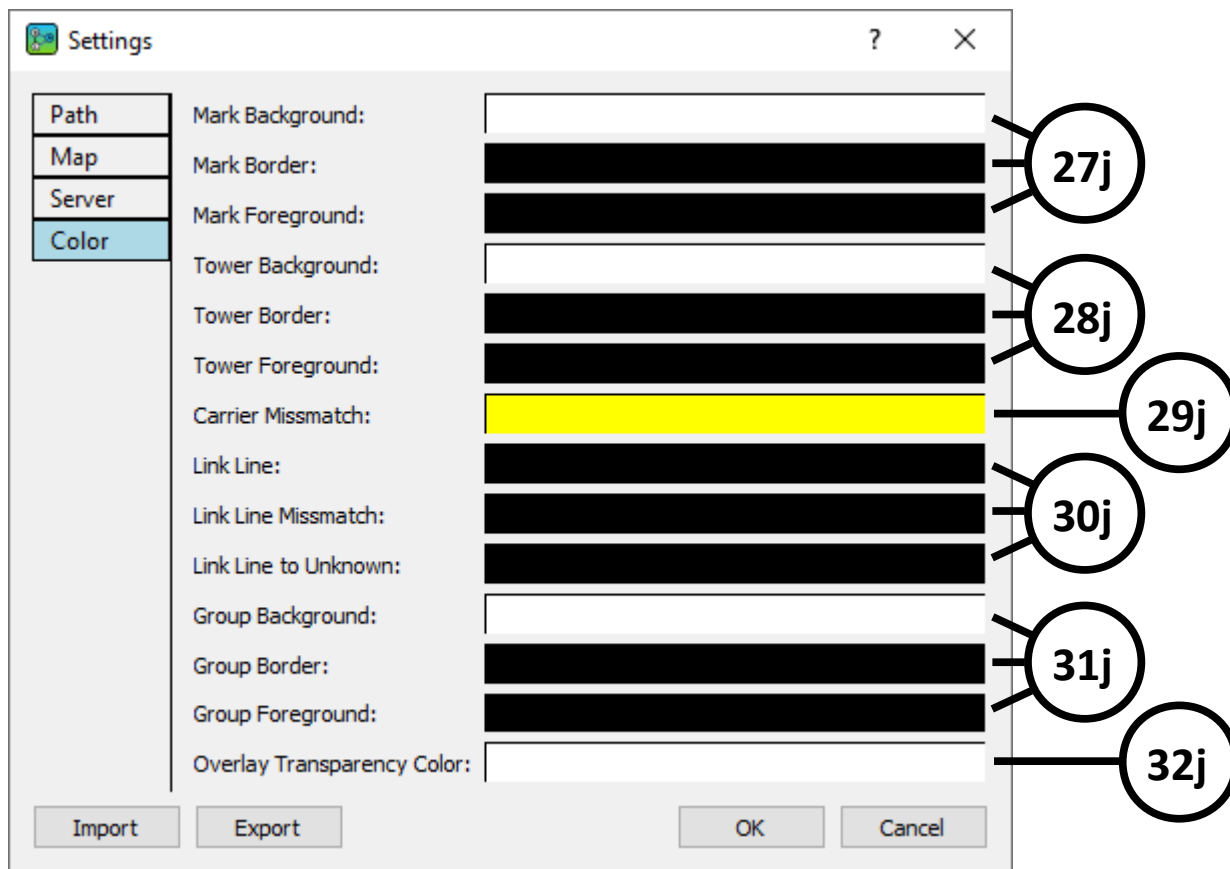 Settings
?
Path
Map
Server
Color
Mark Background:
Mark Border:
Mark Foreground:
Tower Background:
Tower Border:
Tower Foreground:
Carrier Missmatch:
Link Line:
Link Line Missmatch:
Link Line to Unknown:
Group Background:
Group Border:
Group Foreground:
Overlay Transparency Color:
27j
28j
29j
30j
31j
32j
Import Export OK Cancel